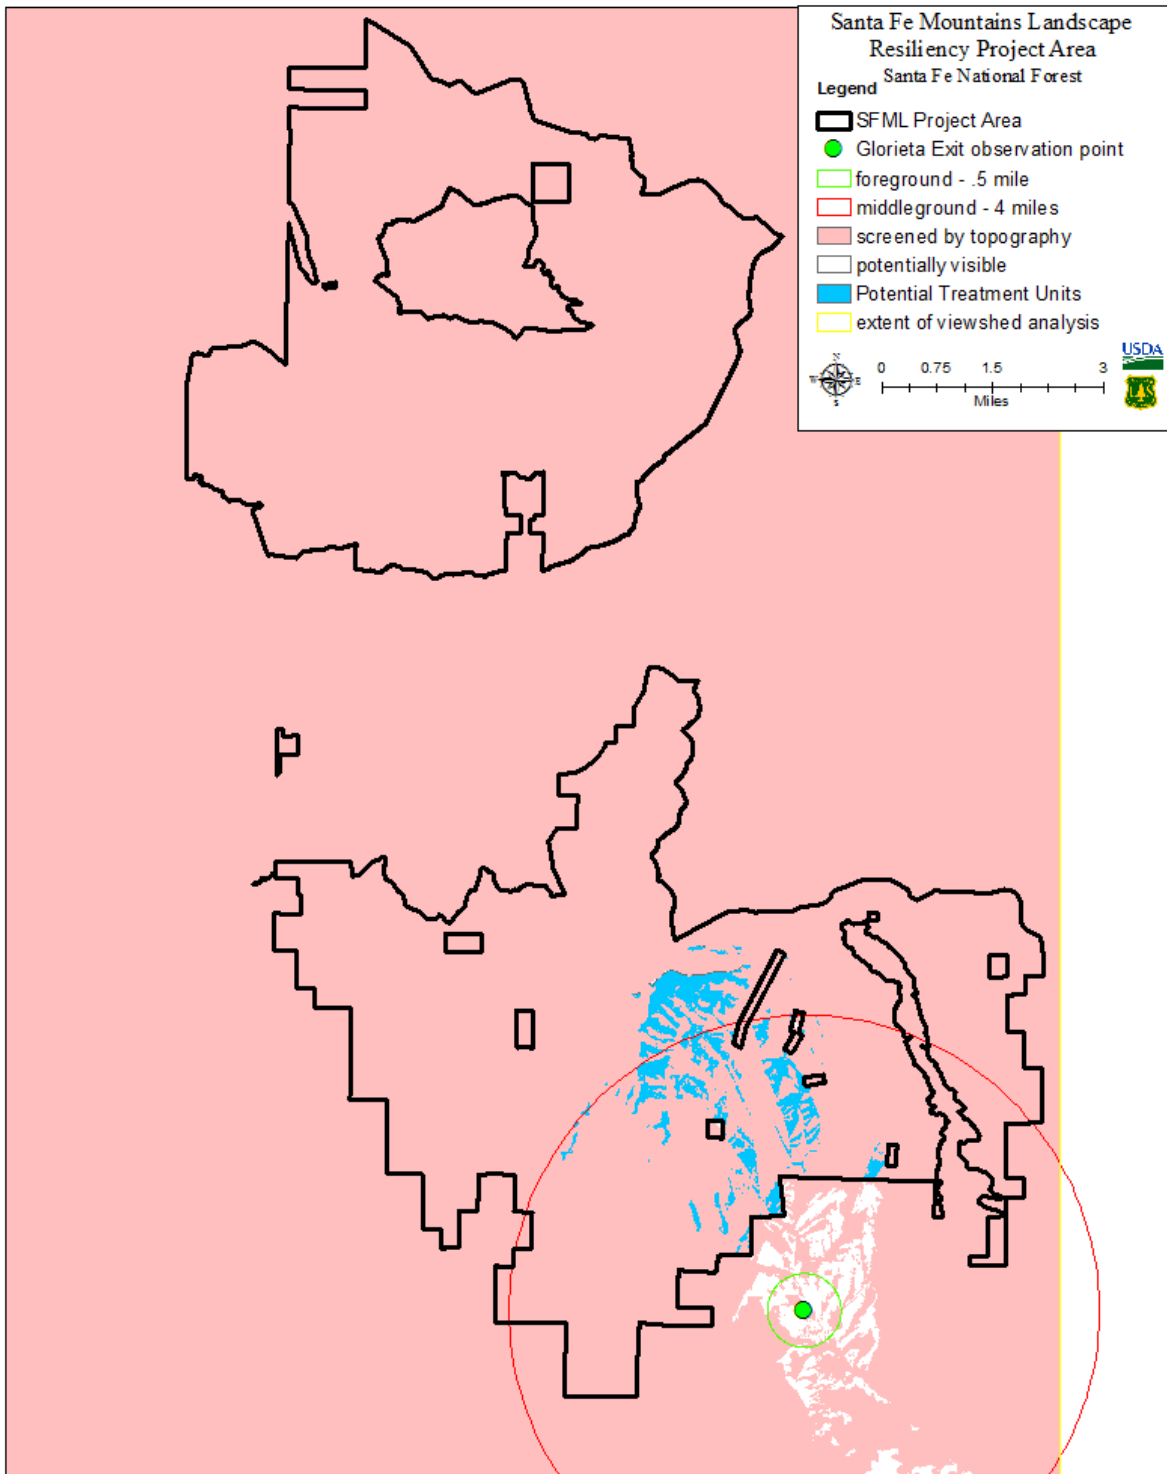 Santa Fe Mountains Landscape
Resiliency Project Area
Santa Fe National Forest
Legend
SFML Project Area
Glorieta Exit observation point
foreground - .5 mile
middleground - 4 miles
screened by topography
potentially visible
Potential Treatment Units
extent of viewshed analysis
N
W E
S
0 0.75 1.5 3
Miles
USDA
UAS